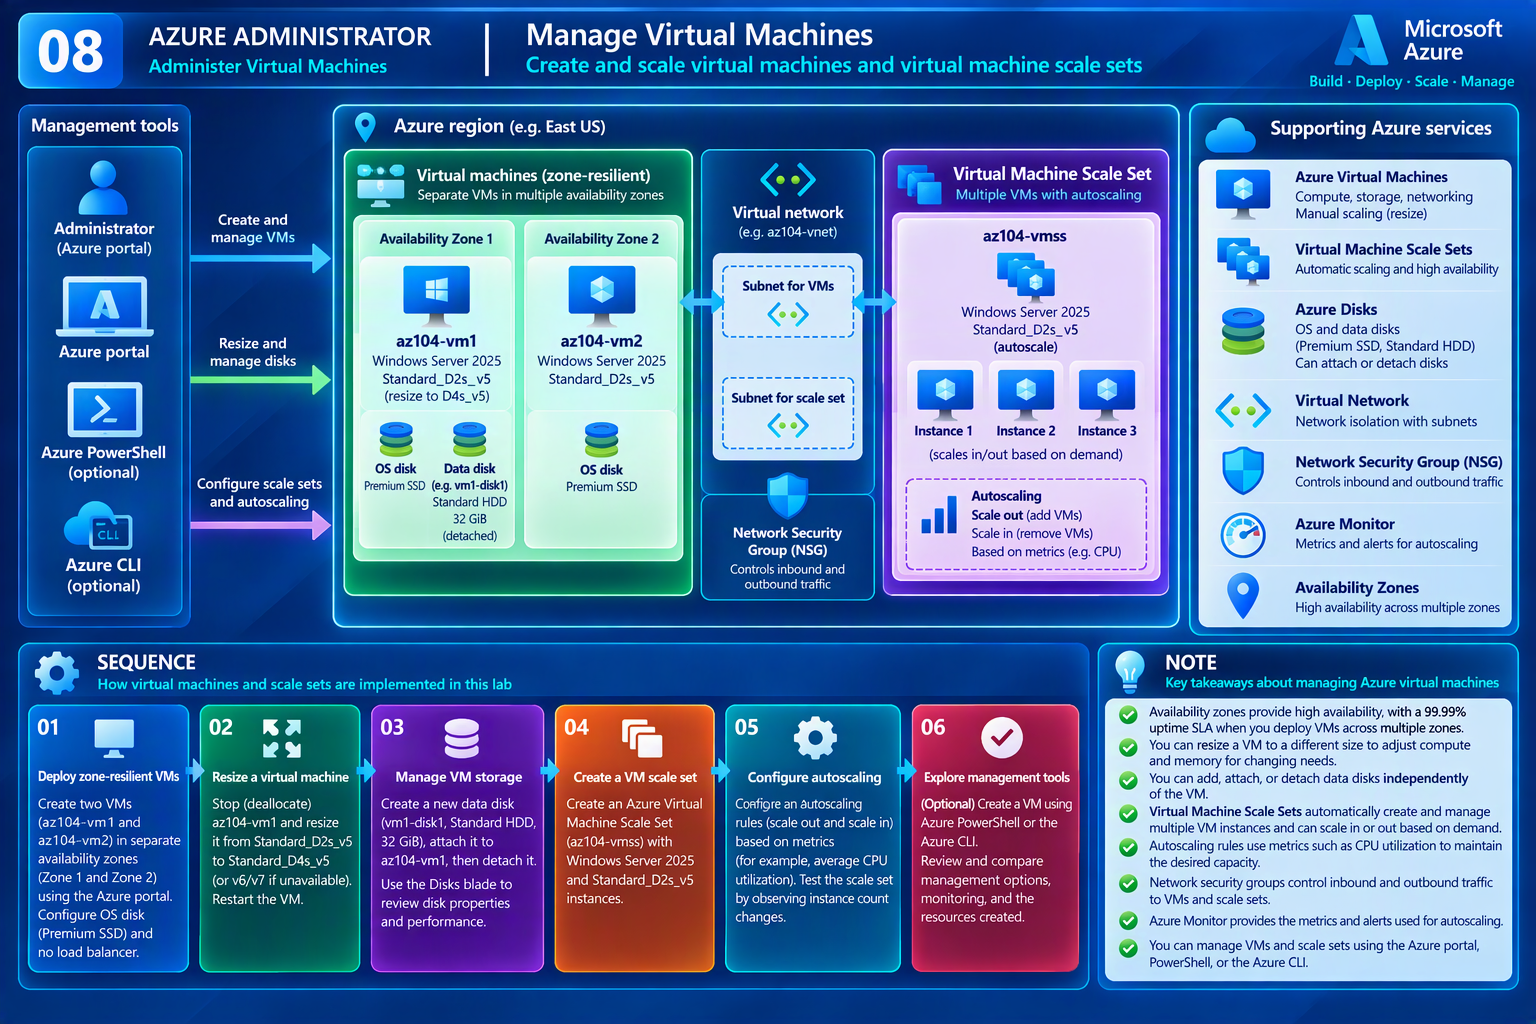 08
AZURE ADMINISTRATOR
Administer Virtual Machines
Manage Virtual Machines
Create and scale virtual machines and virtual machine scale sets
Microsoft
Azure
Build · Deploy · Scale · Manage
Management tools
Administrator
(Azure portal)
Azure portal
Azure PowerShell
(optional)
CLI
Azure CLI
(optional)
Create and
manage VMs
Resize and
manage disks
Configure scale sets
and autoscaling
Azure region (e.g. East US)
Virtual machines (zone-resilient)
Separate VMs in multiple availability zones
Availability Zone 1
az104-vm1
Windows Server 2025
Standard_D2s_v5
(resize to D4s_v5)
OS disk
Premium SSD
Data disk
(e.g. vm1-disk1)
Standard HDD
32 GiB
(detached)
Availability Zone 2
az104-vm2
Windows Server 2025
Standard_D2s_v5
OS disk
Premium SSD
Virtual network
(e.g. az104-vnet)
Subnet for VMs
Subnet for scale set
Network Security
Group (NSG)
Controls inbound and
outbound traffic
Virtual Machine Scale Set
Multiple VMs with autoscaling
az104-vmss
Windows Server 2025
Standard_D2s_v5
(autoscale)
Instance 1
Instance 2
Instance 3
(scales in/out based on demand)
Autoscaling
Scale out (add VMs)
Scale in (remove VMs)
Based on metrics (e.g. CPU)
Supporting Azure services
Azure Virtual Machines
Compute, storage, networking
Manual scaling (resize)
Virtual Machine Scale Sets
Automatic scaling and high availability
Azure Disks
OS and data disks
(Premium SSD, Standard HDD)
Can attach or detach disks
Virtual Network
Network isolation with subnets
Network Security Group (NSG)
Controls inbound and outbound traffic
Azure Monitor
Metrics and alerts for autoscaling
Availability Zones
High availability across multiple zones
SEQUENCE
How virtual machines and scale sets are implemented in this lab
01
Deploy zone-resilient VMs
Create two VMs
(az104-vm1 and
az104-vm2) in separate
availability zones
(Zone 1 and Zone 2)
using the Azure portal.
Configure OS disk
(Premium SSD) and
no load balancer.
02
Resize a virtual machine
Stop (deallocate)
az104-vm1 and resize
it from Standard_D2s_v5
to Standard_D4s_v5
(or v6/v7 if unavailable).
Restart the VM.
03
Manage VM storage
Create a new data disk
(vm1-disk1, Standard HDD,
32 GiB), attach it to
az104-vm1, then detach it.
Use the Disks blade to
review disk properties
and performance.
04
Create a VM scale set
Create an Azure Virtual
Machine Scale Set
(az104-vmss) with
Windows Server 2025
and Standard_D2s_v5
instances.
05
Configure autoscaling
Configure an autoscaling
rules (scale out and scale in)
based on metrics
(for example, average CPU
utilization). Test the scale set
by observing instance count
changes.
06
Explore management tools
(Optional) Create a VM using
Azure PowerShell or the
Azure CLI.
Review and compare
management options,
monitoring, and the
resources created.
NOTE
Key takeaways about managing Azure virtual machines
Availability zones provide high availability, with a 99.99%
uptime SLA when you deploy VMs across multiple zones.
You can resize a VM to a different size to adjust compute
and memory for changing needs.
You can add, attach, or detach data disks independently
of the VM.
Virtual Machine Scale Sets automatically create and manage
multiple VM instances and can scale in or out based on demand.
Autoscaling rules use metrics such as CPU utilization to maintain
the desired capacity.
Network security groups control inbound and outbound traffic
to VMs and scale sets.
Azure Monitor provides the metrics and alerts used for autoscaling.
You can manage VMs and scale sets using the Azure portal,
PowerShell, or the Azure CLI.